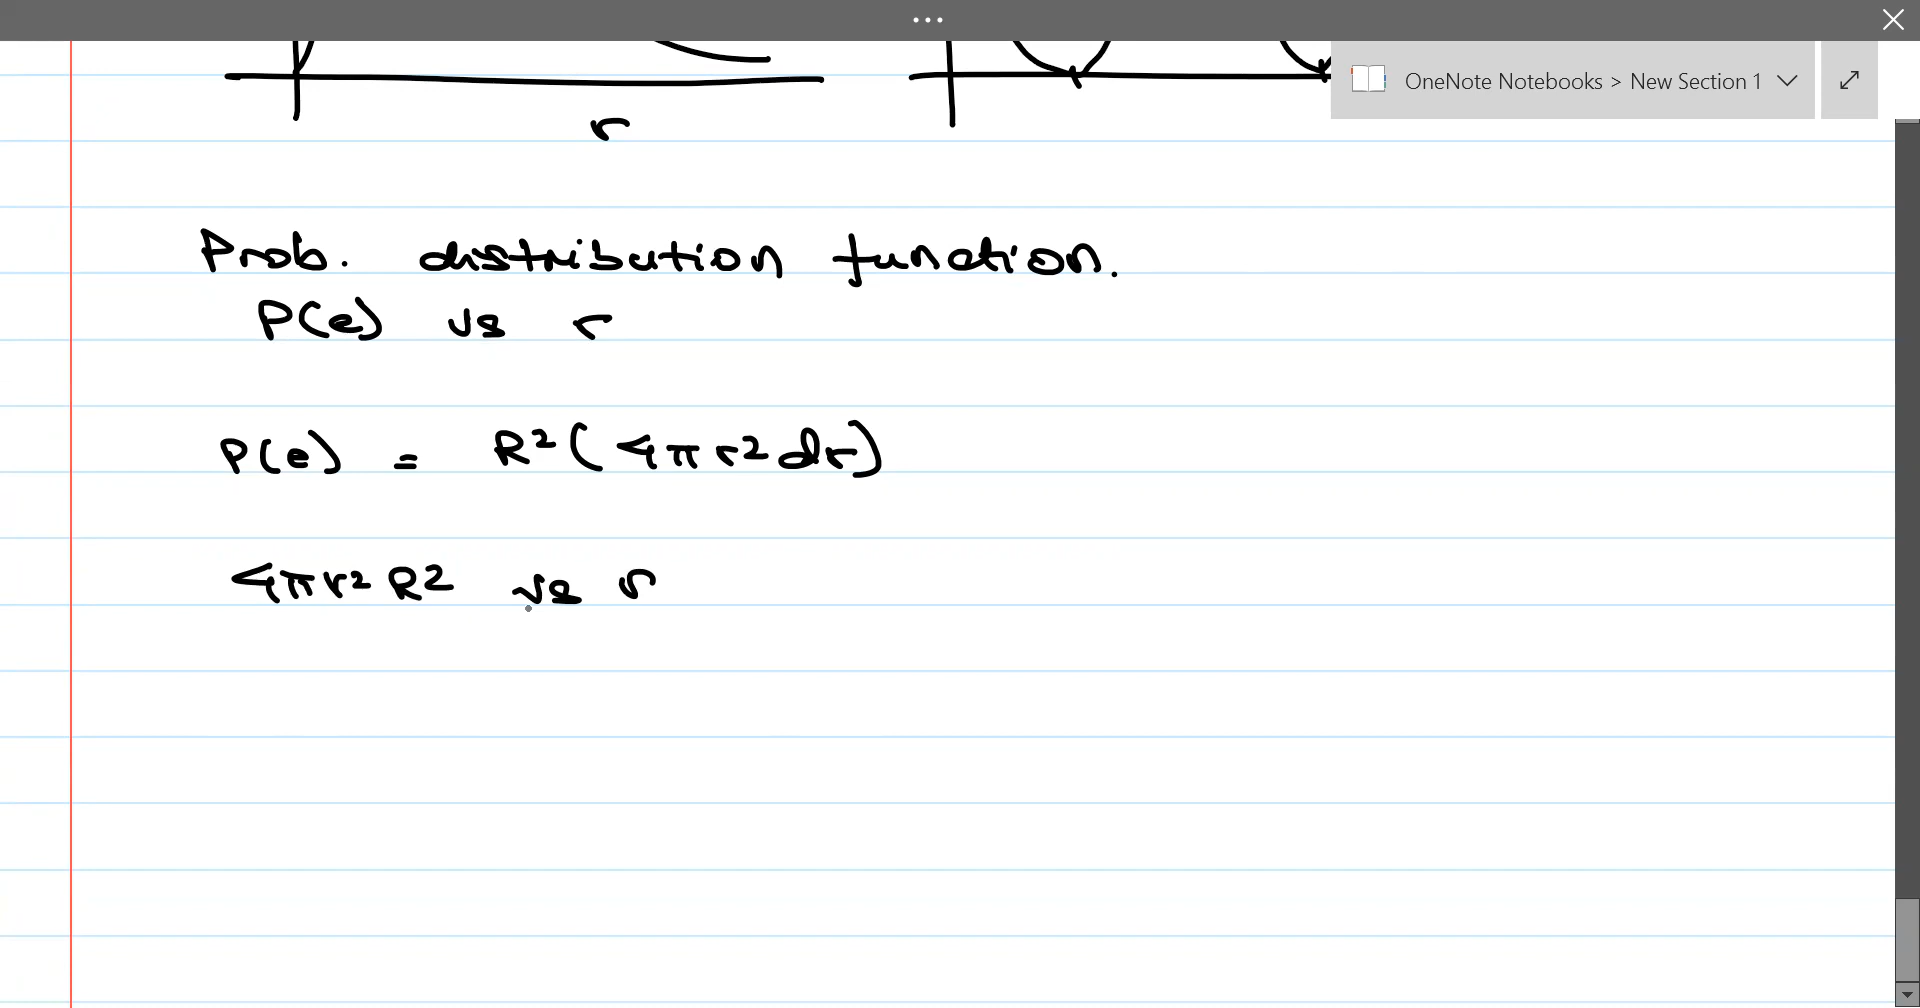 ...
OneNote Notebooks > New Section 1
r
Prob. distribution function.
P(e) vs r
P(e) = R²(4πr²dr)
4πr²R² vs r